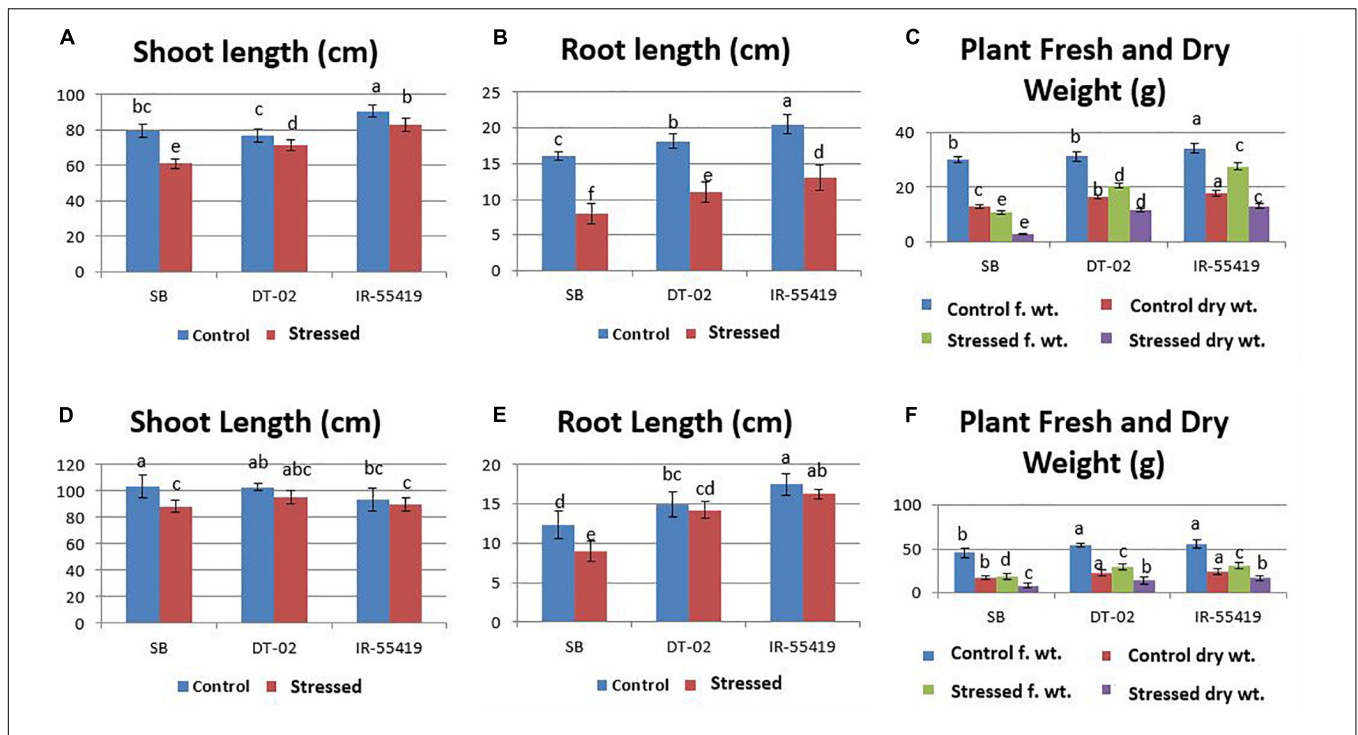 A
Shoot length (cm)
100
80
60
40
20
0
bc
e
c
d
a
b
SB
DT-02
IR-55419
Control
Stressed
B
Root length (cm)
25
20
15
10
5
0
c
f
b
e
a
d
SB
DT-02
IR-55419
Control
Stressed
C
Plant Fresh and Dry
Weight (g)
40
20
0
b
c
e
e
b
b
d
d
a
a
c
c
SB
DT-02
IR-55419
Control f. wt.
Control dry wt.
Stressed f. wt.
Stressed dry wt.
D
Shoot Length (cm)
120
100
80
60
40
20
0
a
c
ab
abc
bc
c
SB
DT-02
IR-55419
Control
Stressed
E
Root Length (cm)
20
15
10
5
0
d
e
bc
cd
a
ab
SB
DT-02
IR-55419
Control
Stressed
F
Plant Fresh and Dry
Weight (g)
100
50
0
b
b
d
c
a
a
c
b
a
a
c
b
SB
DT-02
IR-55419
Control f. wt.
Control dry wt.
Stressed f. wt.
Stressed dry wt.